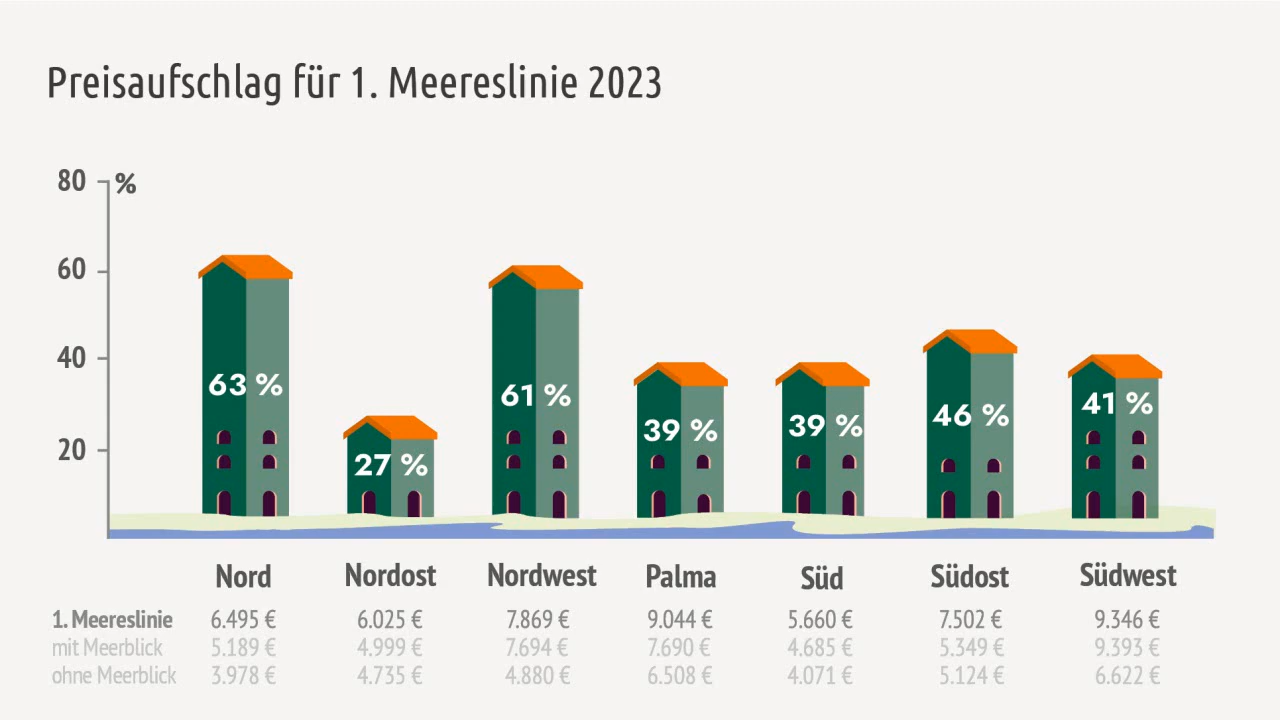 Preisaufschlag für 1. Meereslinie 2023
80 %
60
40
20
63 %
27 %
61 %
39 %
39 %
46 %
41 %
Nord Nordost Nordwest Palma Süd Südost Südwest
1. Meereslinie 6.495 € 6.025 € 7.869 € 9.044 € 5.660 € 7.502 € 9.346 €
mit Meerblick 5.189 € 4.999 € 7.694 € 7.690 € 4.685 € 5.349 € 9.393 €
ohne Meerblick 3.978 € 4.735 € 4.880 € 6.508 € 4.071 € 5.124 € 6.622 €